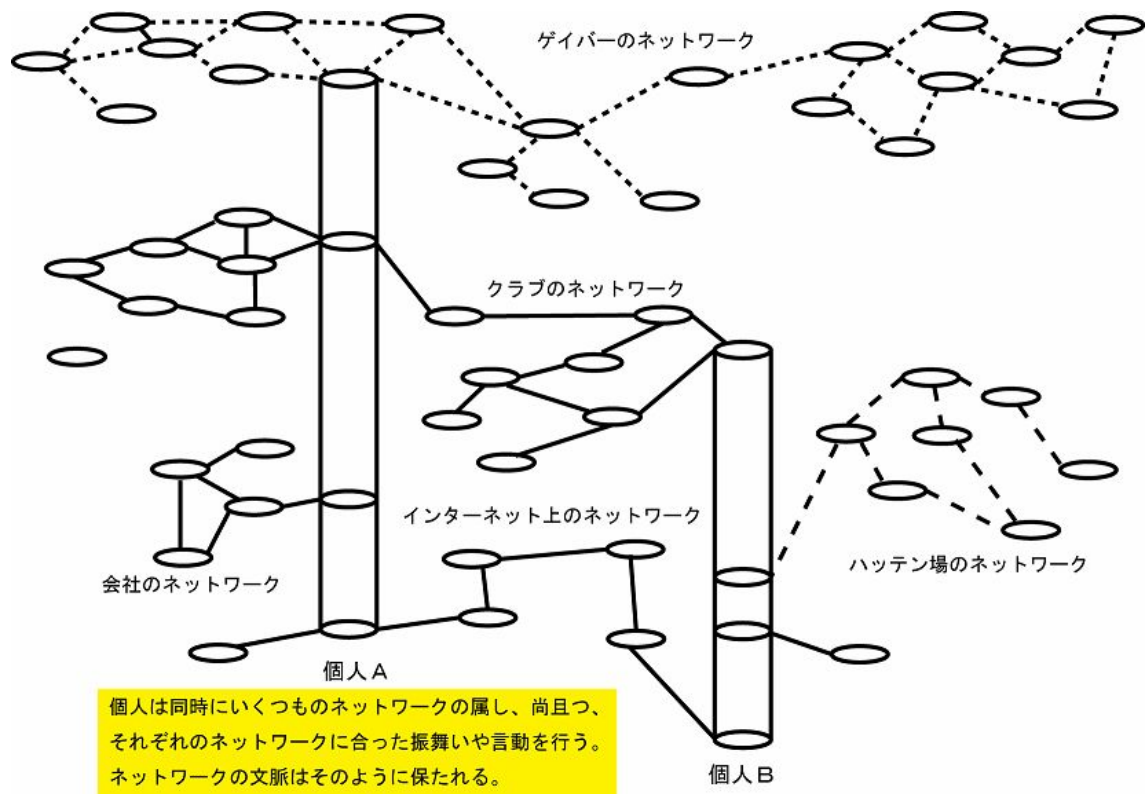 ゲイバーのネットワーク
クラブのネットワーク
インターネット上のネットワーク
会社のネットワーク
ハッテン場のネットワーク
個人A
個人B
個人は同時にいくつものネットワークの属し、尚且つ、
それぞれのネットワークに合った振舞いや言動を行う。
ネットワークの文脈はそのように保たれる。